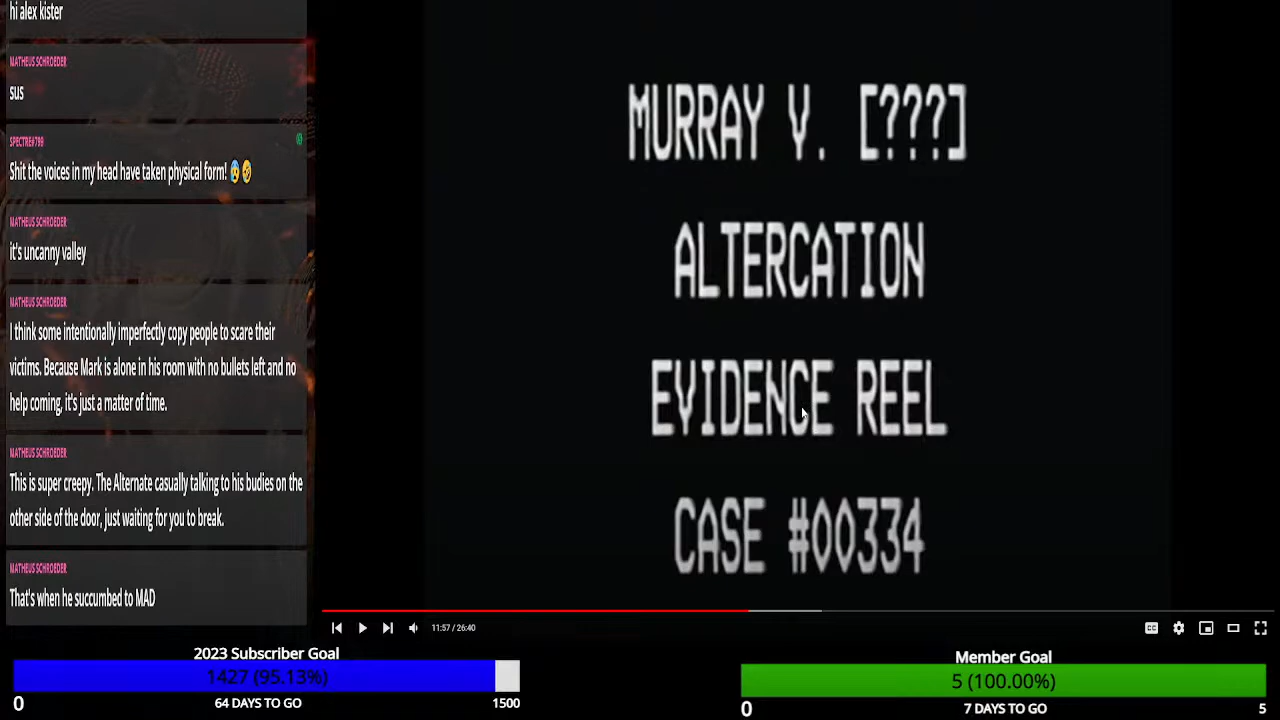 hi alex kister
MATHEUS SCHROEDER
sus
SPECTREA799
Shit the voices in my head have taken physical form! 😰🤣
MATHEUS SCHROEDER
it's uncanny valley
MATHEUS SCHROEDER
I think some intentionally imperfectly copy people to scare their
victims. Because Mark is alone in his room with no bullets left and no
help coming, it's just a matter of time.
MATHEUS SCHROEDER
This is super creepy. The Alternate casually talking to his budies on the
other side of the door, just waiting for you to break.
MATHEUS SCHROEDER
That's when he succumbed to MAD
MURRAY V. [???]
ALTERCATION
EVIDENCE REEL
CASE #00334
11:57 / 26:40
CC
2023 Subscriber Goal
1427 (95.13%)
0 64 DAYS TO GO 1500
Member Goal
5 (100.00%)
0 7 DAYS TO GO 5